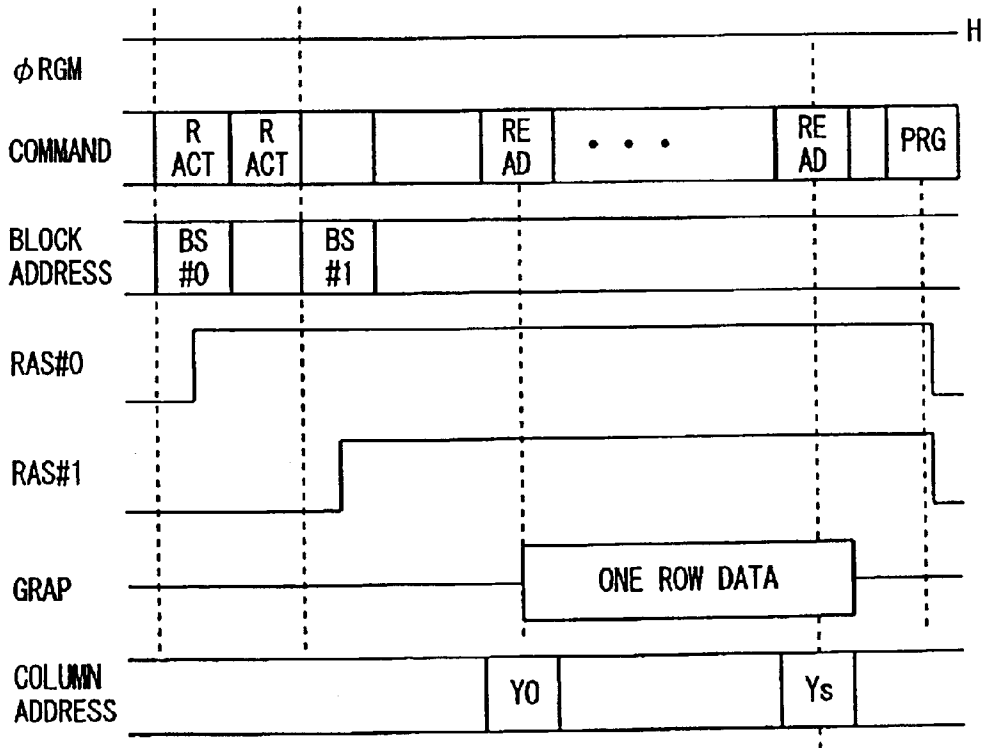 H
φRGM
COMMAND
R ACT
R ACT
RE AD
• • •
RE AD
PRG
BLOCK ADDRESS
BS #0
BS #1
RAS#0
RAS#1
GRAP
ONE ROW DATA
COLUMN ADDRESS
Y0
Ys